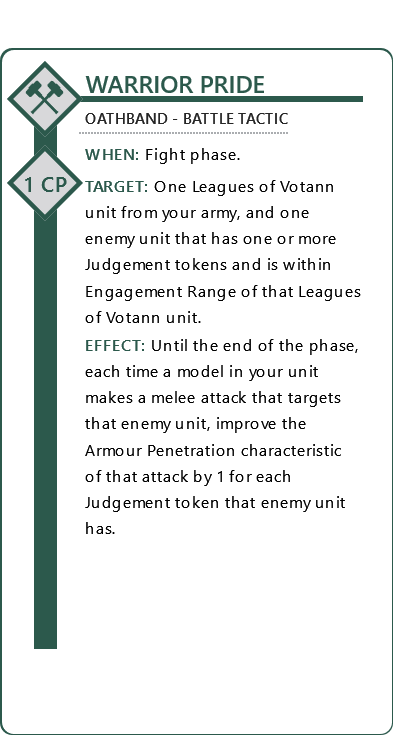 WARRIOR PRIDE
OATHBAND - BATTLE TACTIC
WHEN: Fight phase.
1 CP
TARGET: One Leagues of Votann
unit from your army, and one
enemy unit that has one or more
Judgement tokens and is within
Engagement Range of that Leagues
of Votann unit.
EFFECT: Until the end of the phase,
each time a model in your unit
makes a melee attack that targets
that enemy unit, improve the
Armour Penetration characteristic
of that attack by 1 for each
Judgement token that enemy unit
has.